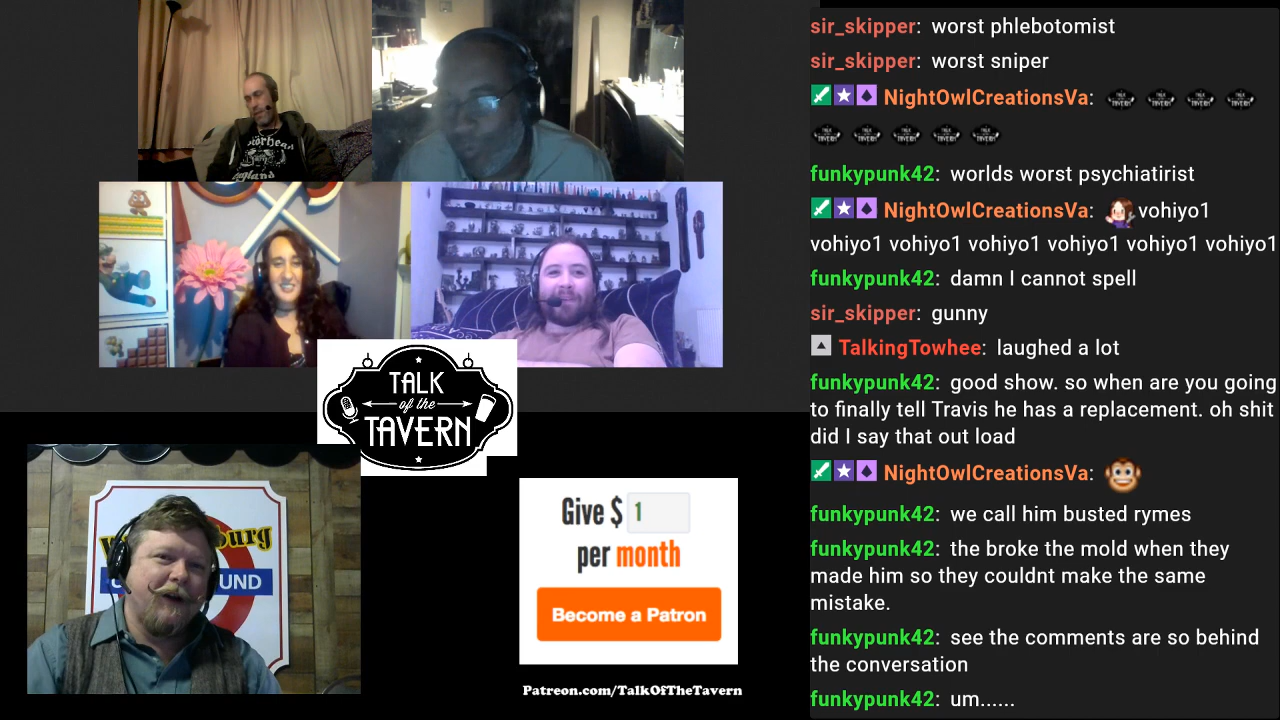 Motörhead
England
TALK
of the
TAVERN
UND
Give $ 1
per month
Become a Patron
Patreon.com/TalkOfTheTavern
sir_skipper: worst phlebotomist
sir_skipper: worst sniper
NightOwlCreationsVa:
funkypunk42: worlds worst psychiatirist
NightOwlCreationsVa: vohiyo1
vohiyo1 vohiyo1 vohiyo1 vohiyo1 vohiyo1 vohiyo1
funkypunk42: damn I cannot spell
sir_skipper: gunny
TalkingTowhee: laughed a lot
funkypunk42: good show. so when are you going
to finally tell Travis he has a replacement. oh shit
did I say that out load
NightOwlCreationsVa:
funkypunk42: we call him busted rymes
funkypunk42: the broke the mold when they
made him so they couldnt make the same
mistake.
funkypunk42: see the comments are so behind
the conversation
funkypunk42: um......